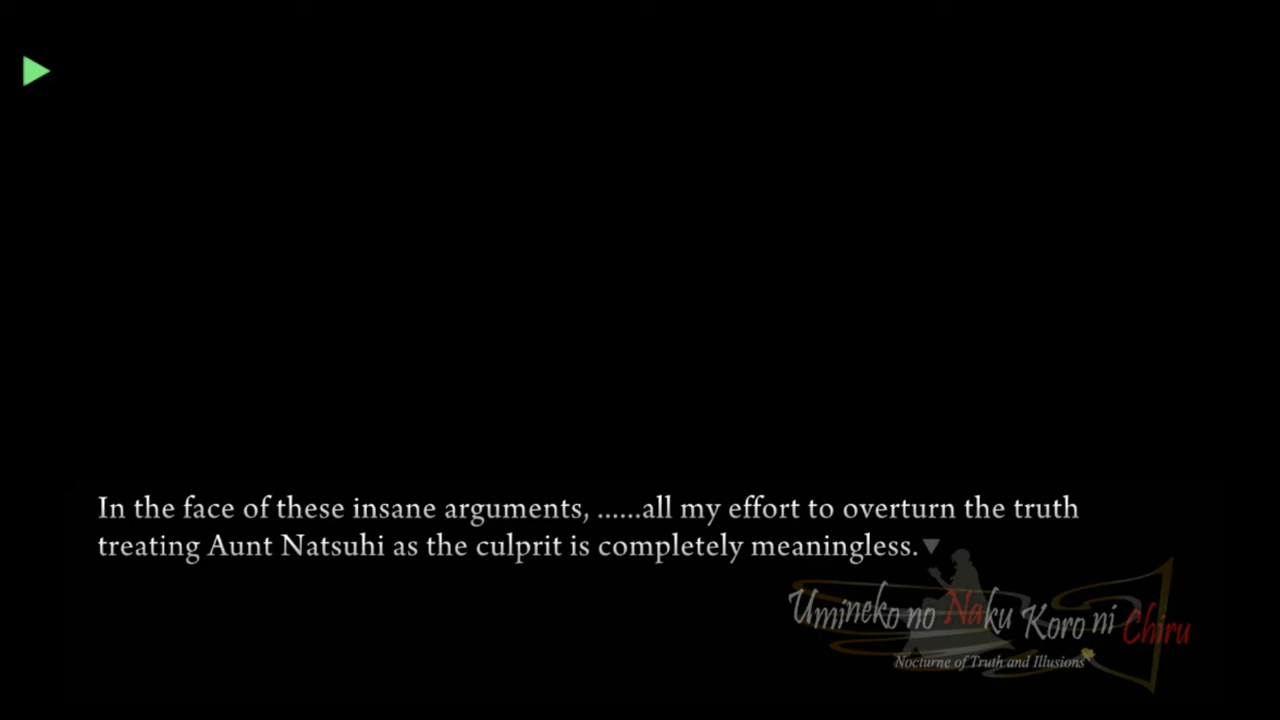 In the face of these insane arguments, ......all my effort to overturn the truth
treating Aunt Natsuhi as the culprit is completely meaningless.
Umineko no Naku Koro ni Chiru
Nocturne of Truth and Illusions